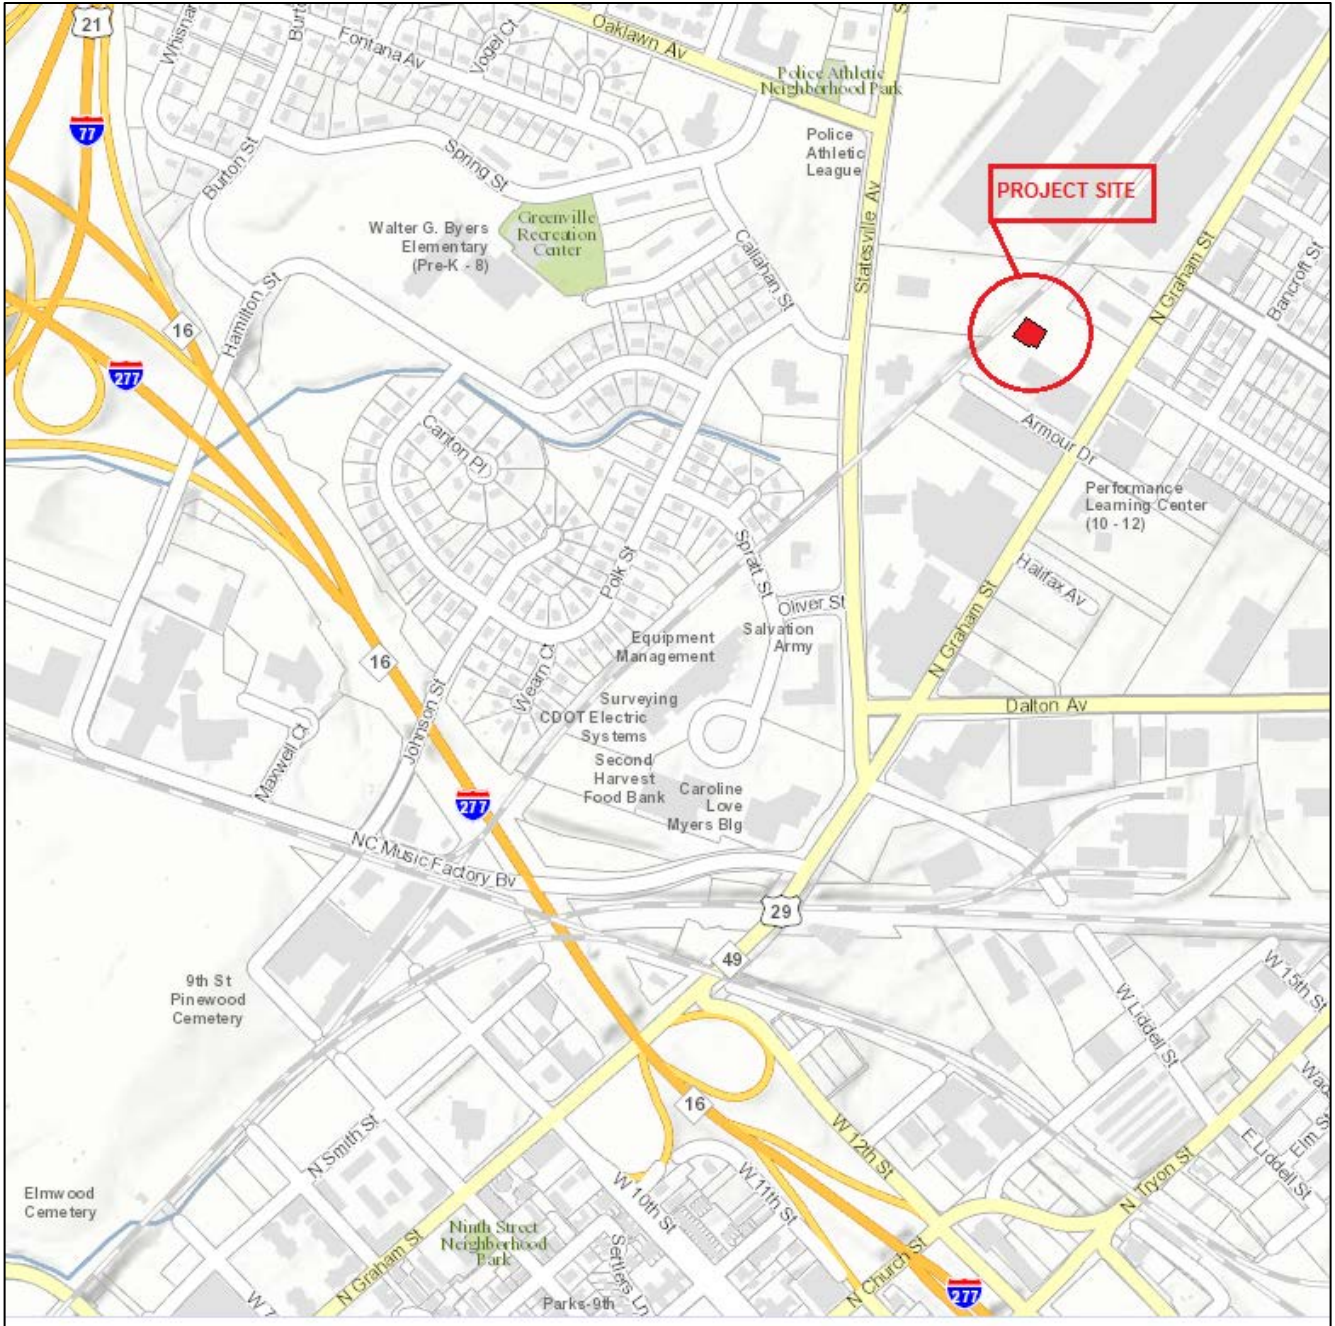 21
Whisnan
Burto
Fontana Av
Vogel Ct
Oaklawn Av
S
Police Athletic
Neighborhood Park
77
Police
Athletic
League
Burton St
Spring St
PROJECT SITE
Walter G. Byers
Elementary
(Pre-K - 8)
Greenville
Recreation
Center
Callahan St
Statesville Av
N Graham St
Bancroft St
Hamilton St
16
277
Armour Dr
Canton Pl
Performance
Learning Center
(10 - 12)
Polk St
Spratt St
Halifax Av
Oliver St
Equipment
Management
Salvation
Army
N Graham St
16
Wearn Ct
Surveying
CDOT Electric
Systems
Dalton Av
Johnson St
Maxwell Ct
Second
Harvest
Food Bank
Caroline
Love
Myers Blg
277
NC Music Factory Bv
29
49
9th St
Pinewood
Cemetery
W 15th St
W Liddell St
16
N Smith St
W 12th St
Elm St
E Liddell St
Elmwood
Cemetery
W 10th St
W 11th St
N Tryon St
Ninth Street
Neighborhood
Park
Settlers Ln
N Graham St
N Church St
277
Parks-9th
W 7